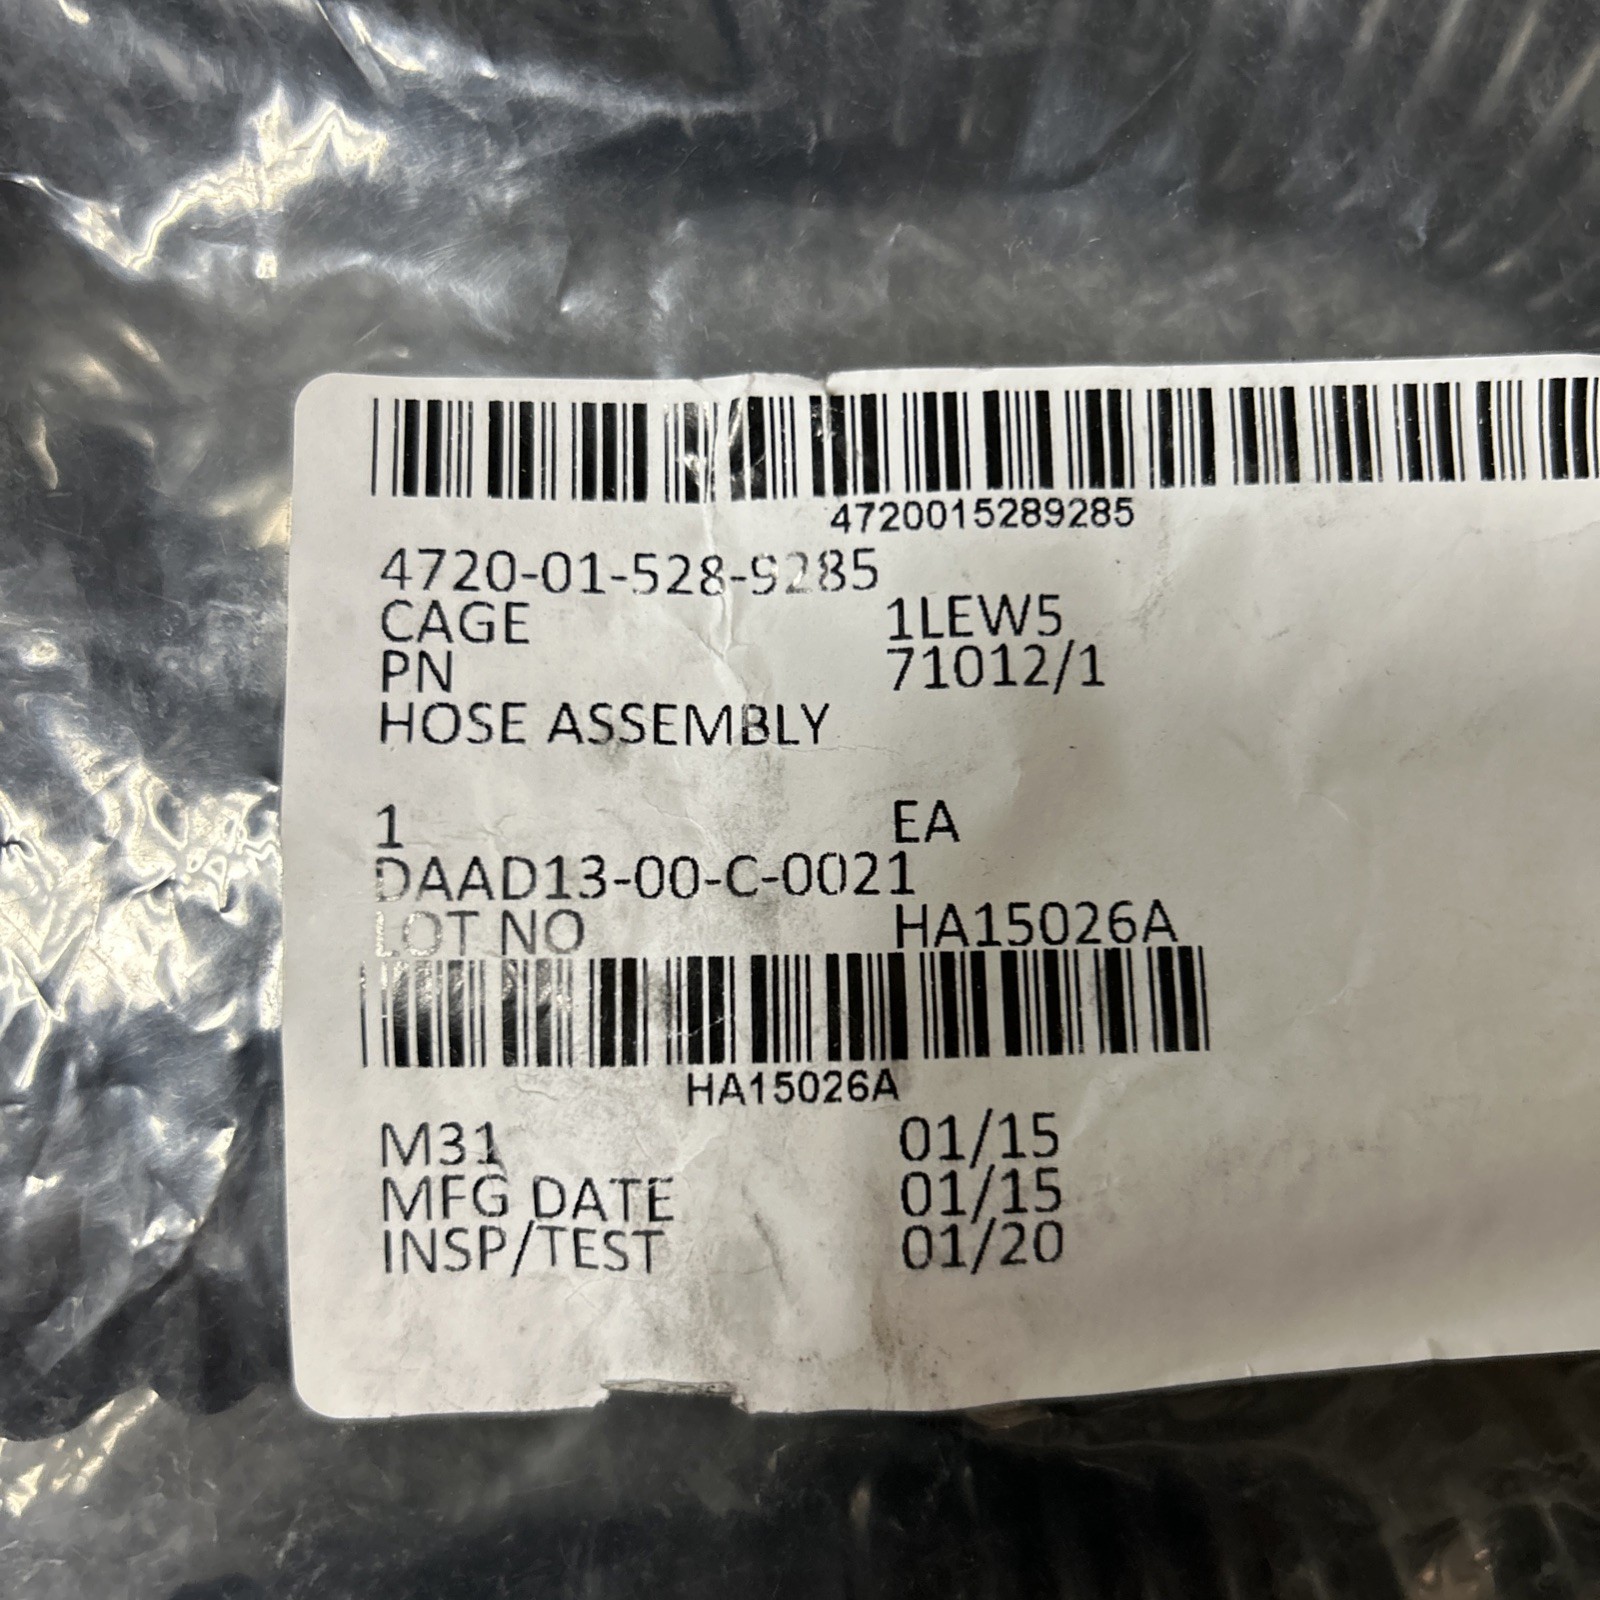 4720015289285
4720-01-528-9285
CAGE 1LEW5
PN 71012/1
HOSE ASSEMBLY
1 EA
DAAD13-00-C-0021
LOT NO HA15026A
HA15026A
M31 01/15
MFG DATE 01/15
INSP/TEST 01/20